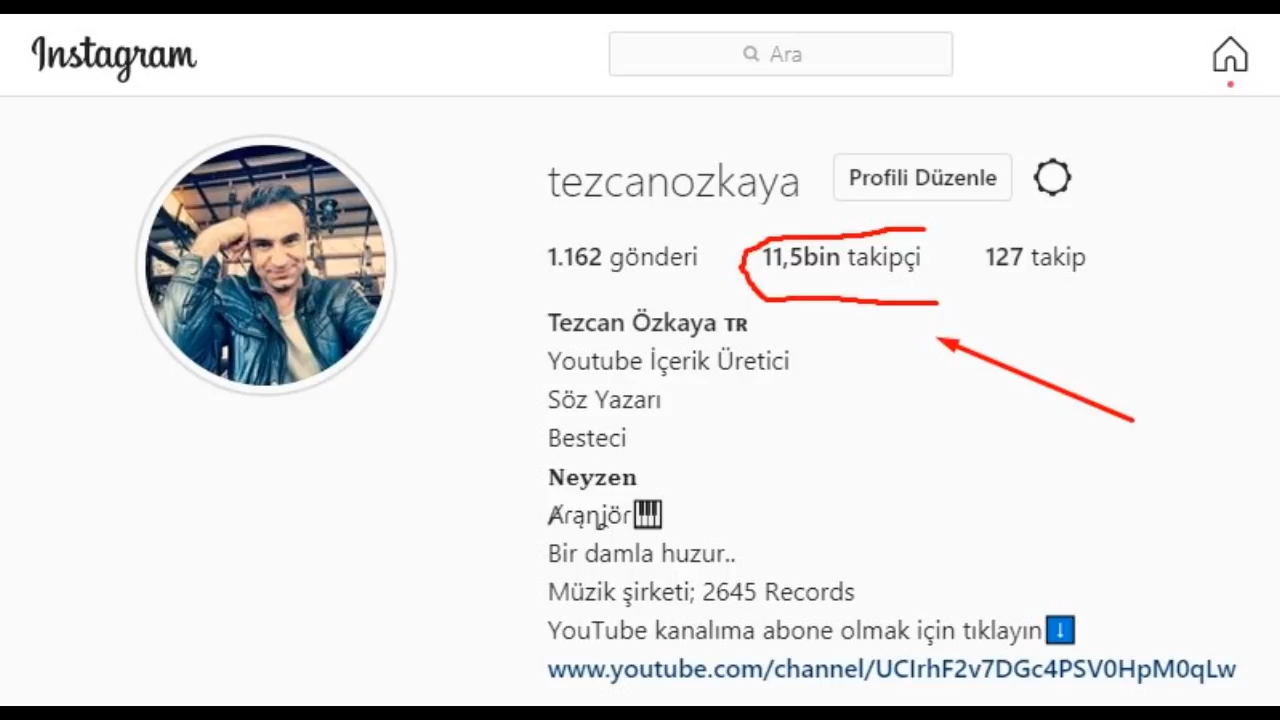 Instagram
Ara
tezcanozkaya Profili Düzenle
1.162 gönderi 11,5bin takipçi 127 takip
Tezcan Özkaya TR
Youtube İçerik Üretici
Söz Yazarı
Besteci
Neyzen
Ⱥrąnʝör🎹
Bir damla huzur..
Müzik şirketi; 2645 Records
YouTube kanalıma abone olmak için tıklayın⬇️
www.youtube.com/channel/UCIrhF2v7DGc4PSV0HpM0qLw